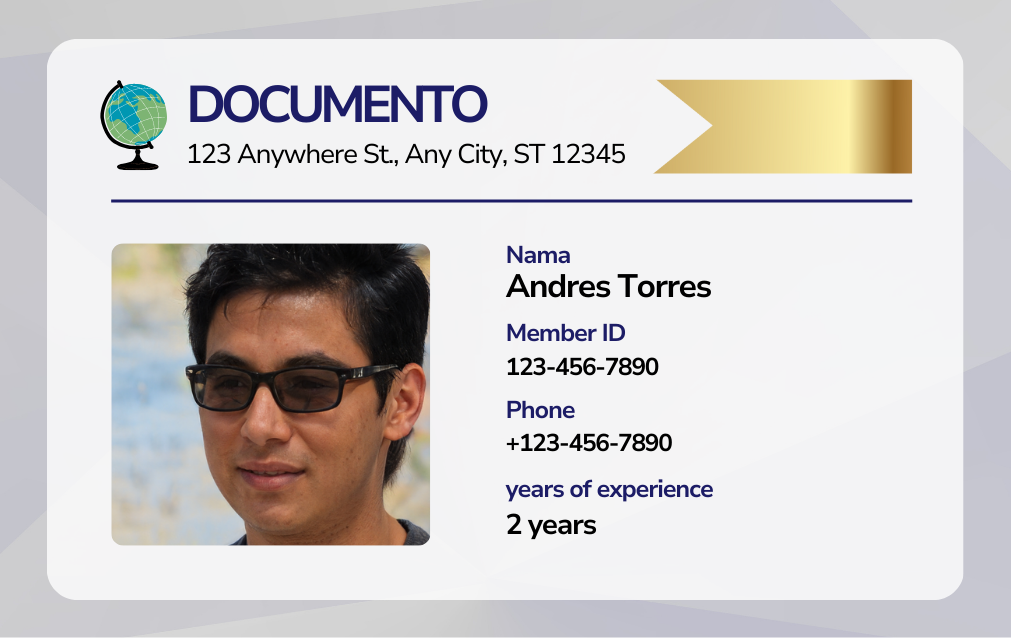 DOCUMENTO
123 Anywhere St., Any City, ST 12345
Nama
Andres Torres
Member ID
123-456-7890
Phone
+123-456-7890
years of experience
2 years